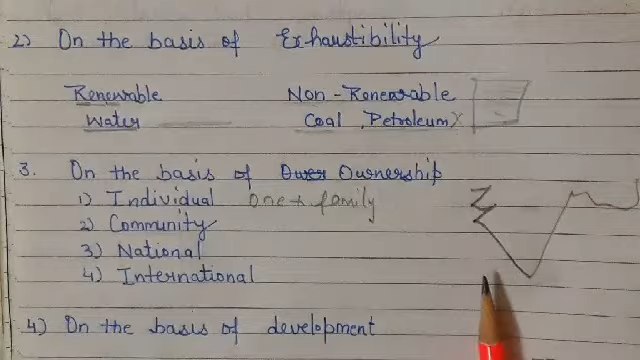 2) On the basis of Exhaustibility
Renewable Non-Renewable
Water Coal, Petroleum
3. On the basis of Ownership
1) Individual One + family
2) Community
3) National
4) International
4) On the basis of development